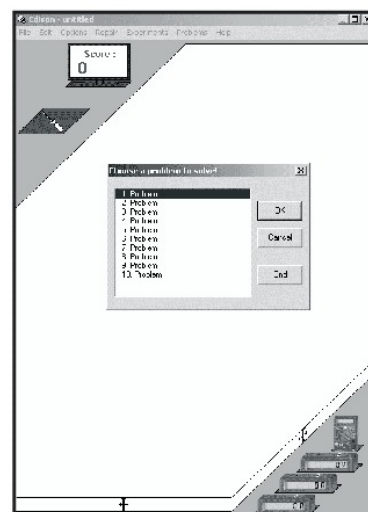 Edison - untitled
File Edit Options Repair Experiments Problems Help
Score :
0
Choose a problem to solve!
1. Problem
2. Problem
3. Problem
4. Problem
5. Problem
6. Problem
7. Problem
8. Problem
9. Problem
10. Problem
OK
Cancel
End